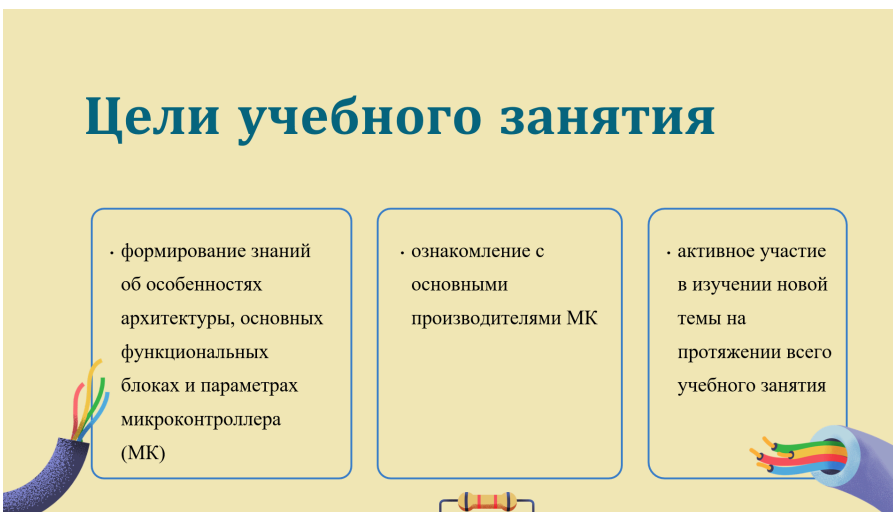 Цели учебного занятия
· формирование знаний
об особенностях
архитектуры, основных
функциональных
блоках и параметрах
микроконтроллера
(МК)
· ознакомление с
основными
производителями МК
· активное участие
в изучении новой
темы на
протяжении всего
учебного занятия